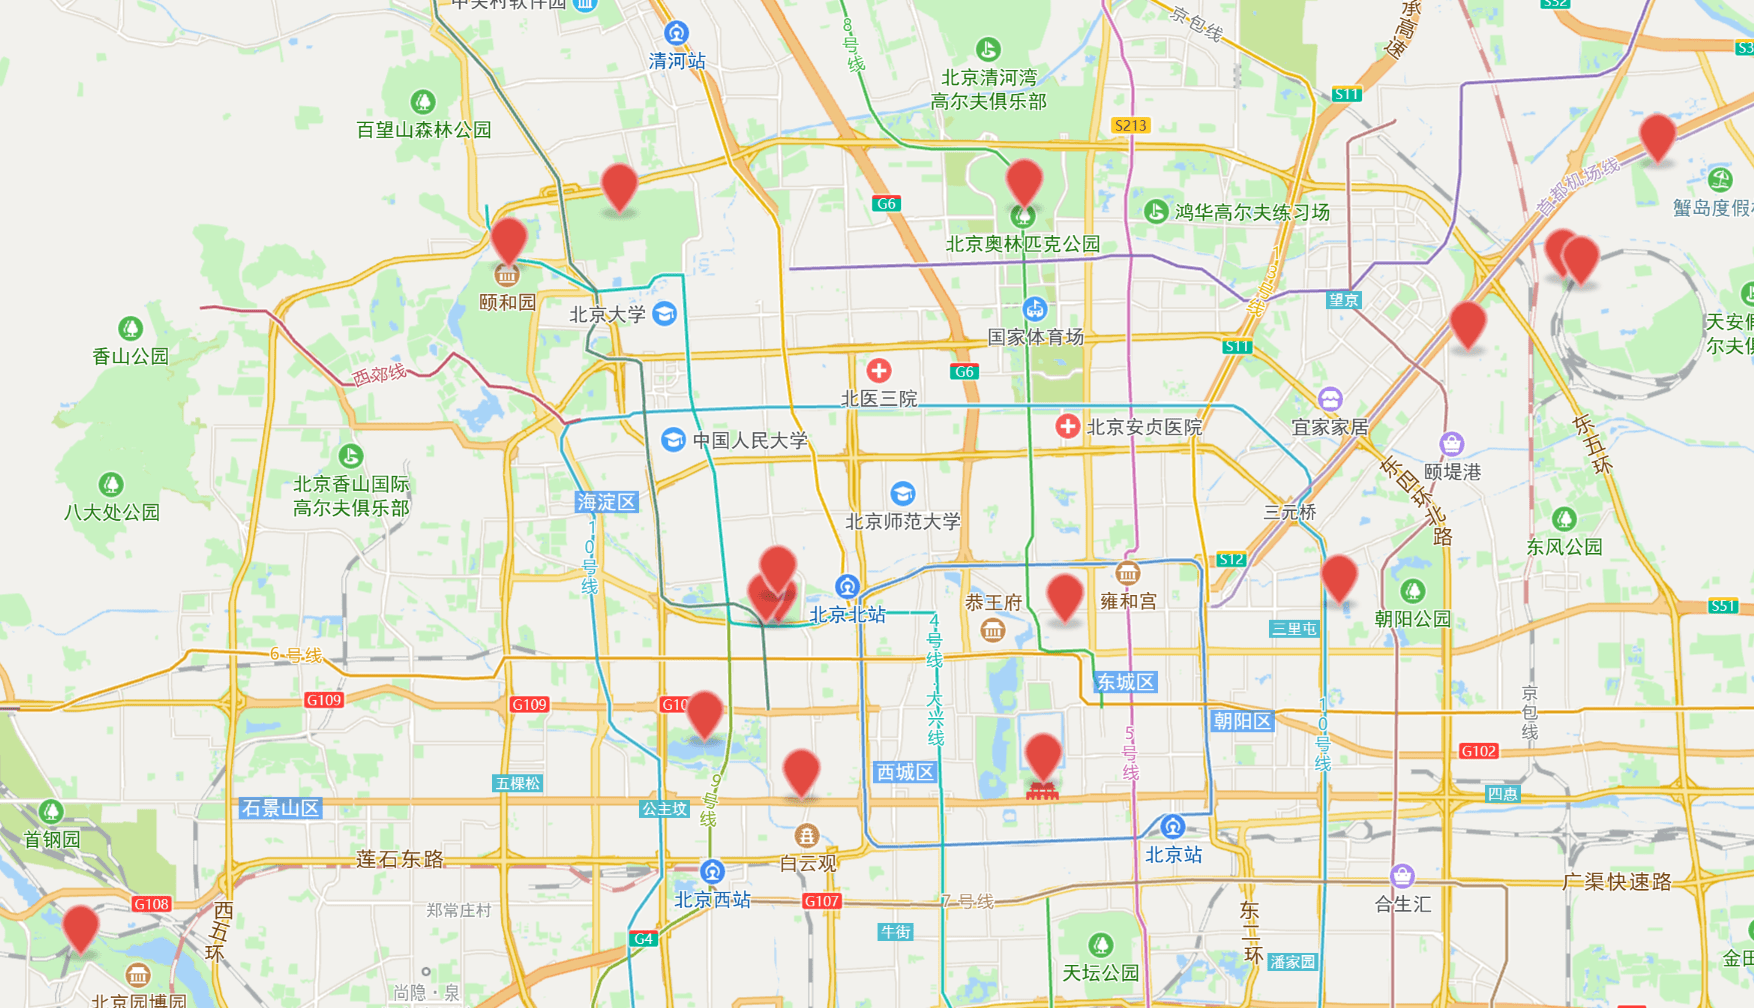 中关村软件园
清河站
8号线
京包线
承高速
S32
S3
百望山森林公园
北京清河湾
高尔夫俱乐部
S11
S213
首都机场线
蟹岛度假
G6
鸿华高尔夫练习场
北京奥林匹克公园
颐和园
13号线
望京
北京大学
国家体育场
S11
天安假
尔夫俱
香山公园
西郊线
G6
北医三院
北京安贞医院
宜家家居
中国人民大学
颐堤港
东五环
北京香山国际
高尔夫俱乐部
八大处公园
海淀区
北京师范大学
三元桥
东四环北路
10号线
东风公园
S12
恭王府
雍和宫
北京北站
朝阳公园
S51
三里屯
4号线·大兴线
6号线
东城区
G109
G109
G10
朝阳区
京包线
10号线
5号线
G102
五棵松
西城区
9号线
四惠
石景山区
公主坟
首钢园
莲石东路
白云观
北京站
北京西站
广渠快速路
G108
郑常庄村
G107
7号线
合生汇
西五环
G4
牛街
东二环
潘家园
天坛公园
金田
尚隐·泉
北京园博园